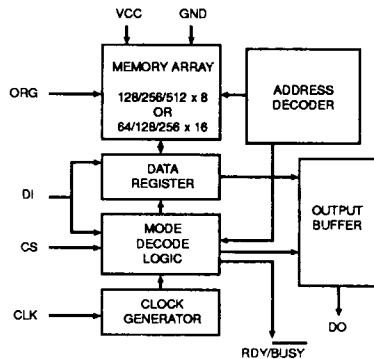 VCC GND
MEMORY ARRAY
128/256/512 x 8
OR
64/128/256 x 16
ORG
ADDRESS
DECODER
DATA
REGISTER
DI
MODE
DECODE
LOGIC
CS
OUTPUT
BUFFER
CLOCK
GENERATOR
CLK
DO
RDY/BUSY